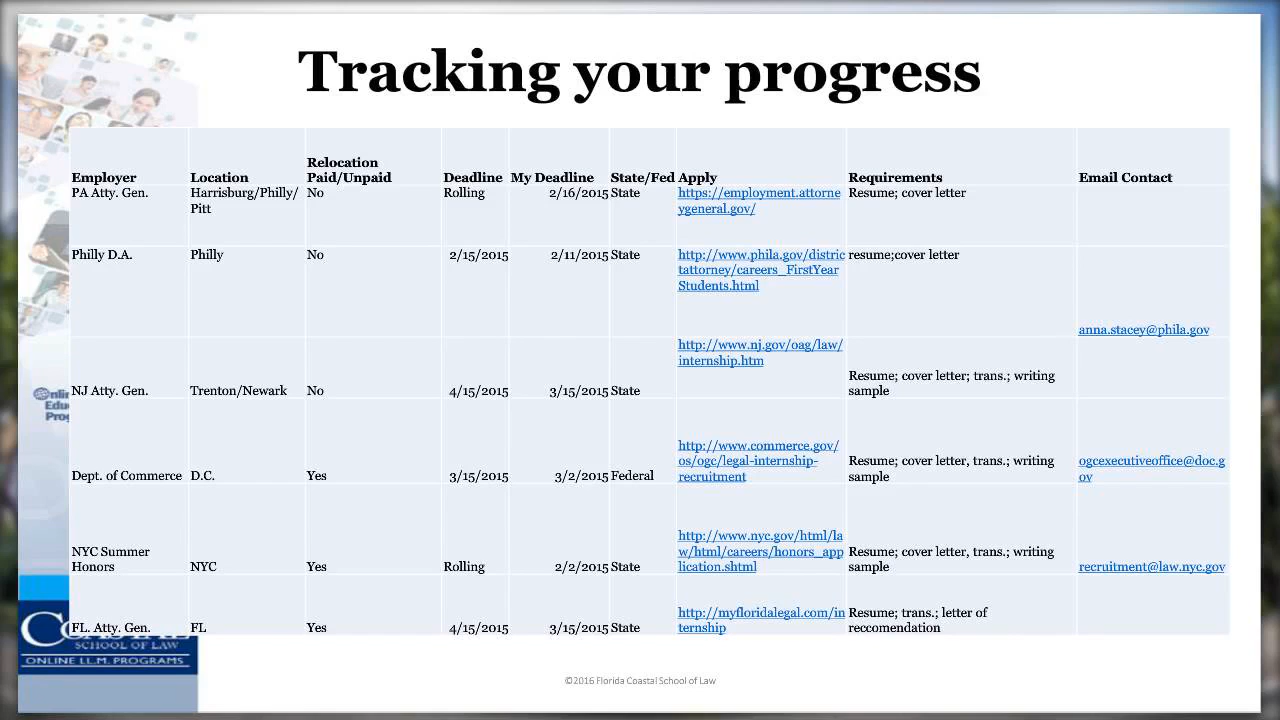 Tracking your progress
Employer Location Relocation Paid/Unpaid Deadline My Deadline State/Fed Apply Requirements Email Contact
PA Atty. Gen. Harrisburg/Philly/ No Rolling 2/16/2015 State https://employment.attorne Resume; cover letter
Pitt ygeneral.gov/
Philly D.A. Philly No 2/15/2015 2/11/2015 State http://www.phila.gov/distric resume;cover letter
tattorney/careers_FirstYear
Students.html
anna.stacey@phila.gov
http://www.nj.gov/oag/law/
internship.htm
Resume; cover letter; trans.; writing
NJ Atty. Gen. Trenton/Newark No 4/15/2015 3/15/2015 State sample
http://www.commerce.gov/
os/ogc/legal-internship- Resume; cover letter, trans.; writing ogcexecutiveoffice@doc.g
Dept. of Commerce D.C. Yes 3/15/2015 3/2/2015 Federal recruitment sample ov
http://www.nyc.gov/html/la
NYC Summer w/html/careers/honors_app Resume; cover letter, trans.; writing
Honors NYC Yes Rolling 2/2/2015 State lication.shtml sample recruitment@law.nyc.gov
http://myfloridalegal.com/in Resume; trans.; letter of
FL. Atty. Gen. FL Yes 4/15/2015 3/15/2015 State ternship reccomendation
SCHOOL OF LAW
ONLINE LL.M. PROGRAMS
©2016 Florida Coastal School of Law